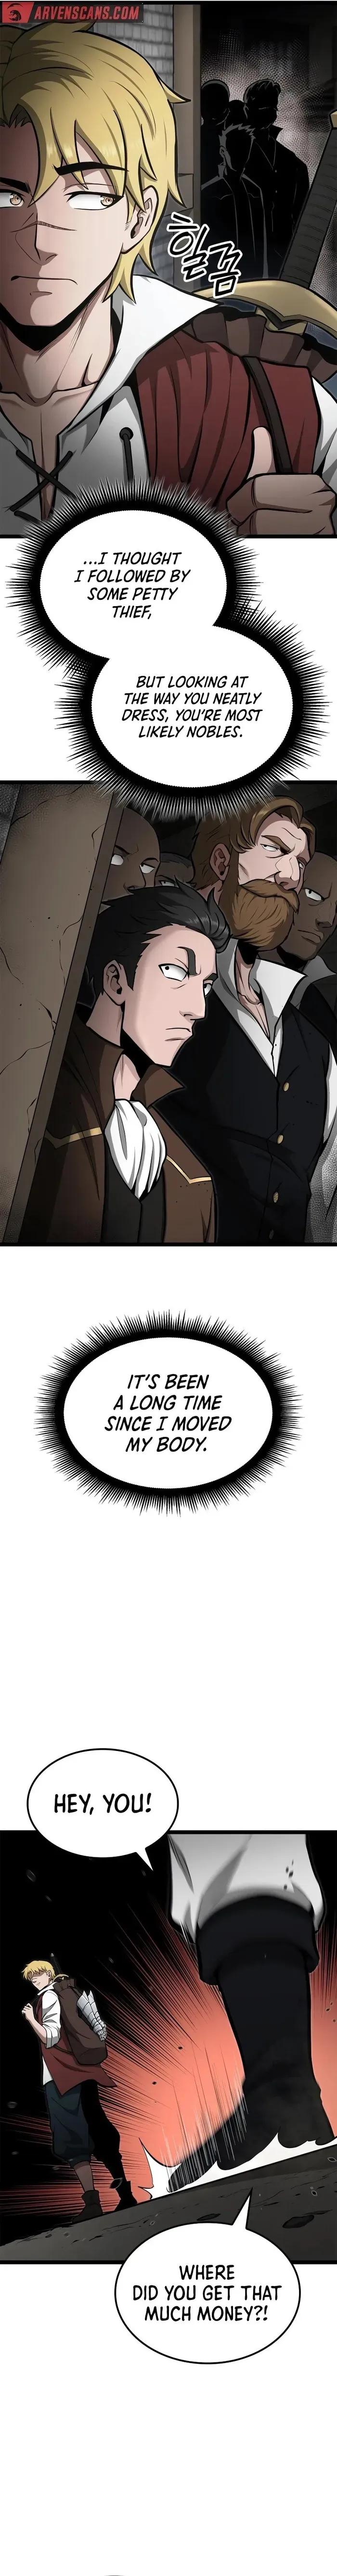 ARVENSCANS.COM
힐끔
...I THOUGHT
I FOLLOWED BY
SOME PETTY
THIEF,
BUT LOOKING AT
THE WAY YOU NEATLY
DRESS, YOU'RE MOST
LIKELY NOBLES.
IT'S BEEN
A LONG TIME
SINCE I MOVED
MY BODY.
HEY, YOU!
WHERE
DID YOU GET THAT
MUCH MONEY?!